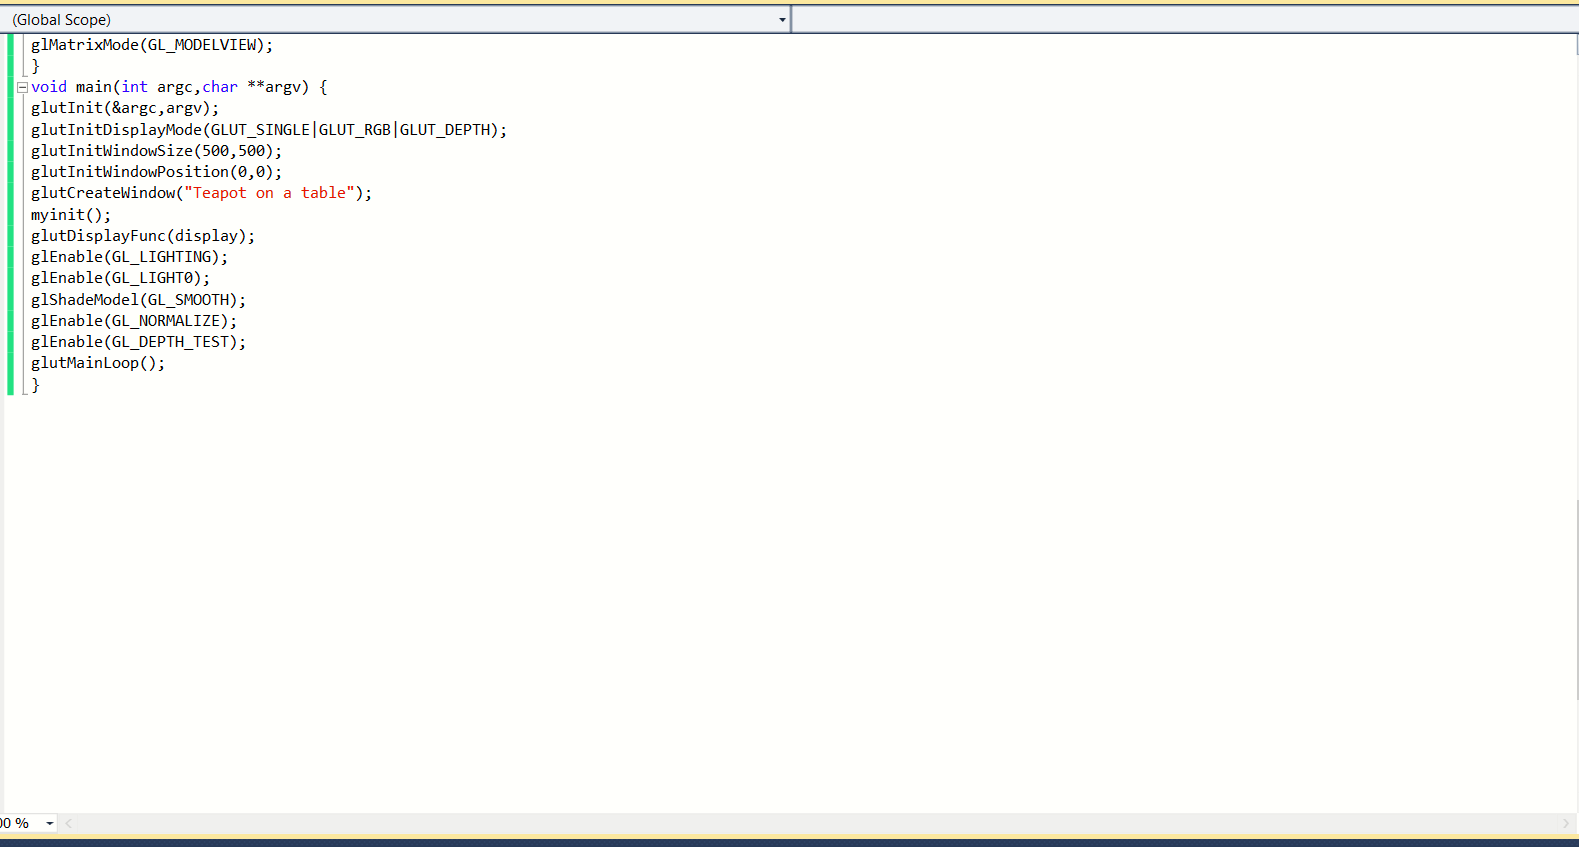 (Global Scope)
glMatrixMode(GL_MODELVIEW);
}
void main(int argc,char **argv) {
glutInit(&argc,argv);
glutInitDisplayMode(GLUT_SINGLE|GLUT_RGB|GLUT_DEPTH);
glutInitWindowSize(500,500);
glutInitWindowPosition(0,0);
glutCreateWindow("Teapot on a table");
myinit();
glutDisplayFunc(display);
glEnable(GL_LIGHTING);
glEnable(GL_LIGHT0);
glShadeModel(GL_SMOOTH);
glEnable(GL_NORMALIZE);
glEnable(GL_DEPTH_TEST);
glutMainLoop();
}
00 %